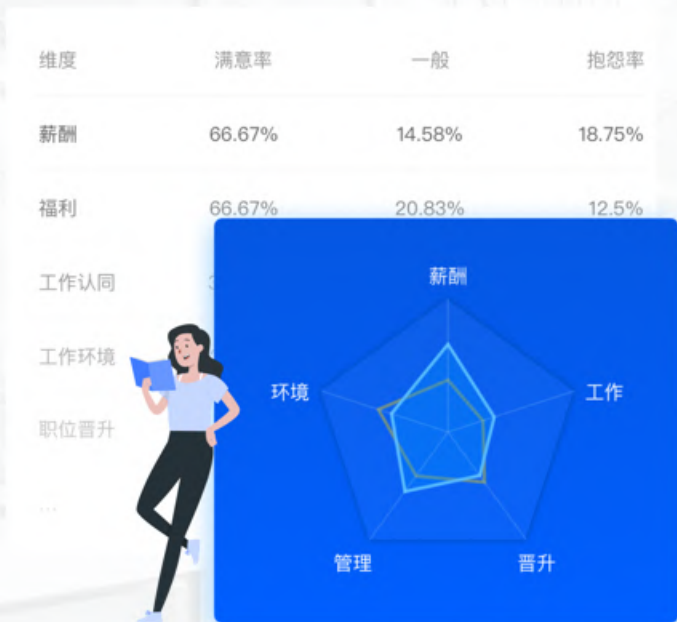 维度 满意率 一般 抱怨率
薪酬 66.67% 14.58% 18.75%
福利 66.67% 20.83% 12.5%
工作认同
工作环境
职位晋升
...
薪酬
环境 工作
管理 晋升